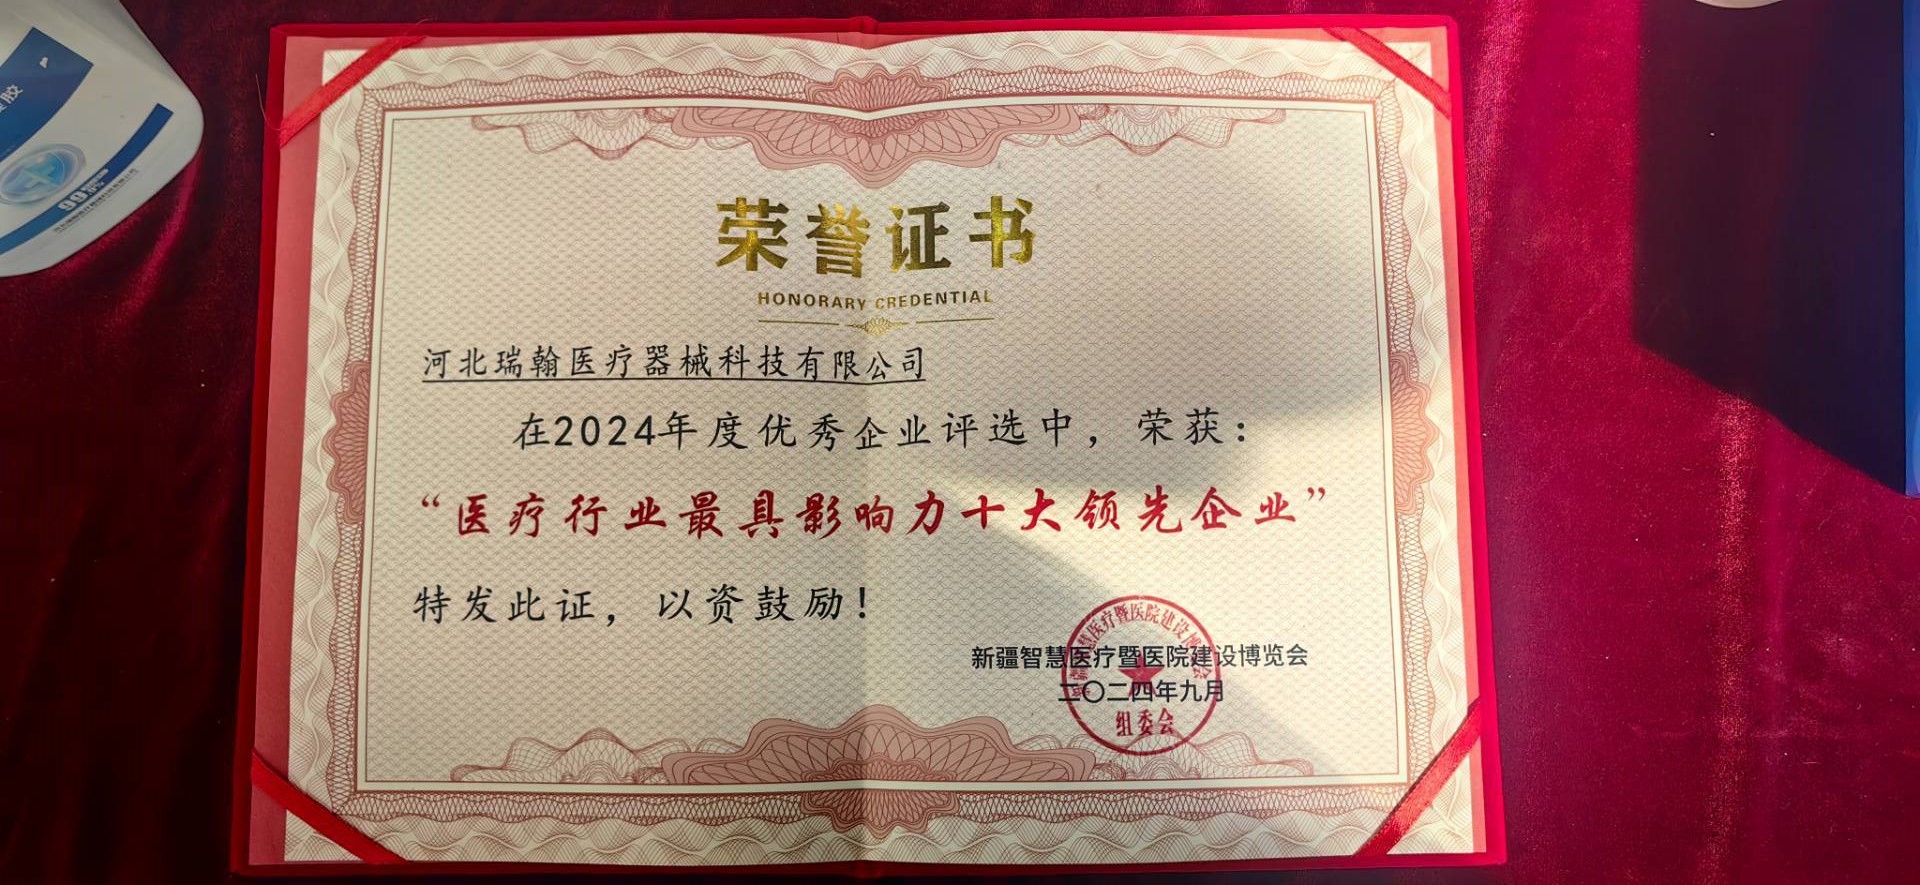 荣誉证书
HONORARY CREDENTIAL
河北瑞翰医疗器械科技有限公司
在2024年度优秀企业评选中，荣获：
“医疗行业最具影响力十大领先企业”
特发此证，以资鼓励！
新疆智慧医疗暨医院建设博览会
二〇二四年九月
组委会
胶
99.9%